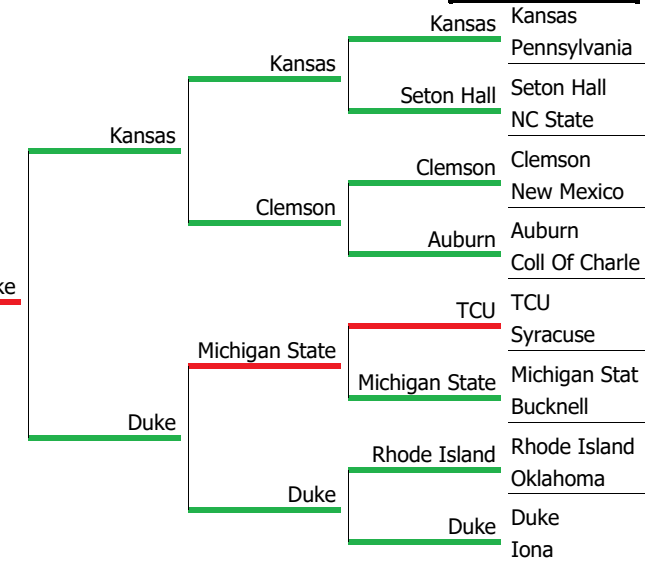 Kansas
Kansas
Pennsylvania
Kansas
Seton Hall
Seton Hall
NC State
Kansas
Clemson
Clemson
New Mexico
Clemson
Auburn
Auburn
Coll Of Charle
ke
TCU
TCU
Syracuse
Michigan State
Michigan State
Michigan Stat
Bucknell
Duke
Rhode Island
Rhode Island
Oklahoma
Duke
Duke
Duke
Iona